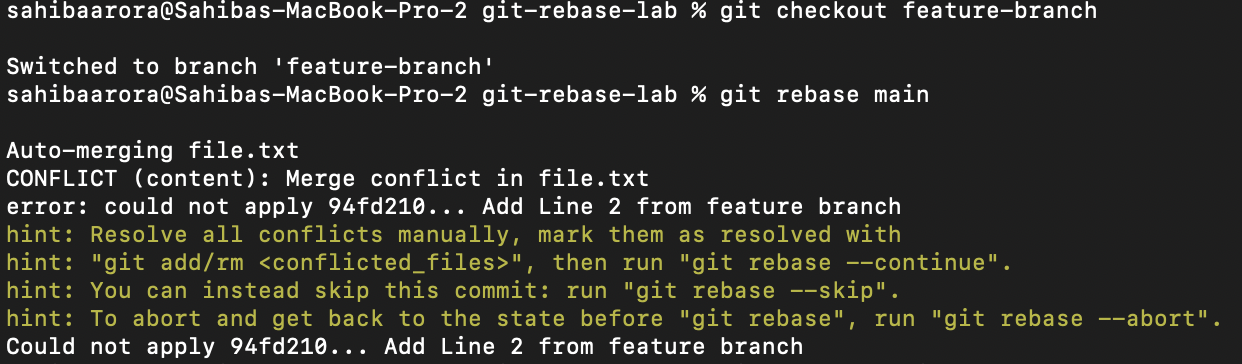 sahibaarora@Sahibas-MacBook-Pro-2 git-rebase-lab % git checkout feature-branch
Switched to branch 'feature-branch'
sahibaarora@Sahibas-MacBook-Pro-2 git-rebase-lab % git rebase main
Auto-merging file.txt
CONFLICT (content): Merge conflict in file.txt
error: could not apply 94fd210... Add Line 2 from feature branch
hint: Resolve all conflicts manually, mark them as resolved with
hint: "git add/rm <conflicted_files>", then run "git rebase --continue".
hint: You can instead skip this commit: run "git rebase --skip".
hint: To abort and get back to the state before "git rebase", run "git rebase --abort".
Could not apply 94fd210... Add Line 2 from feature branch